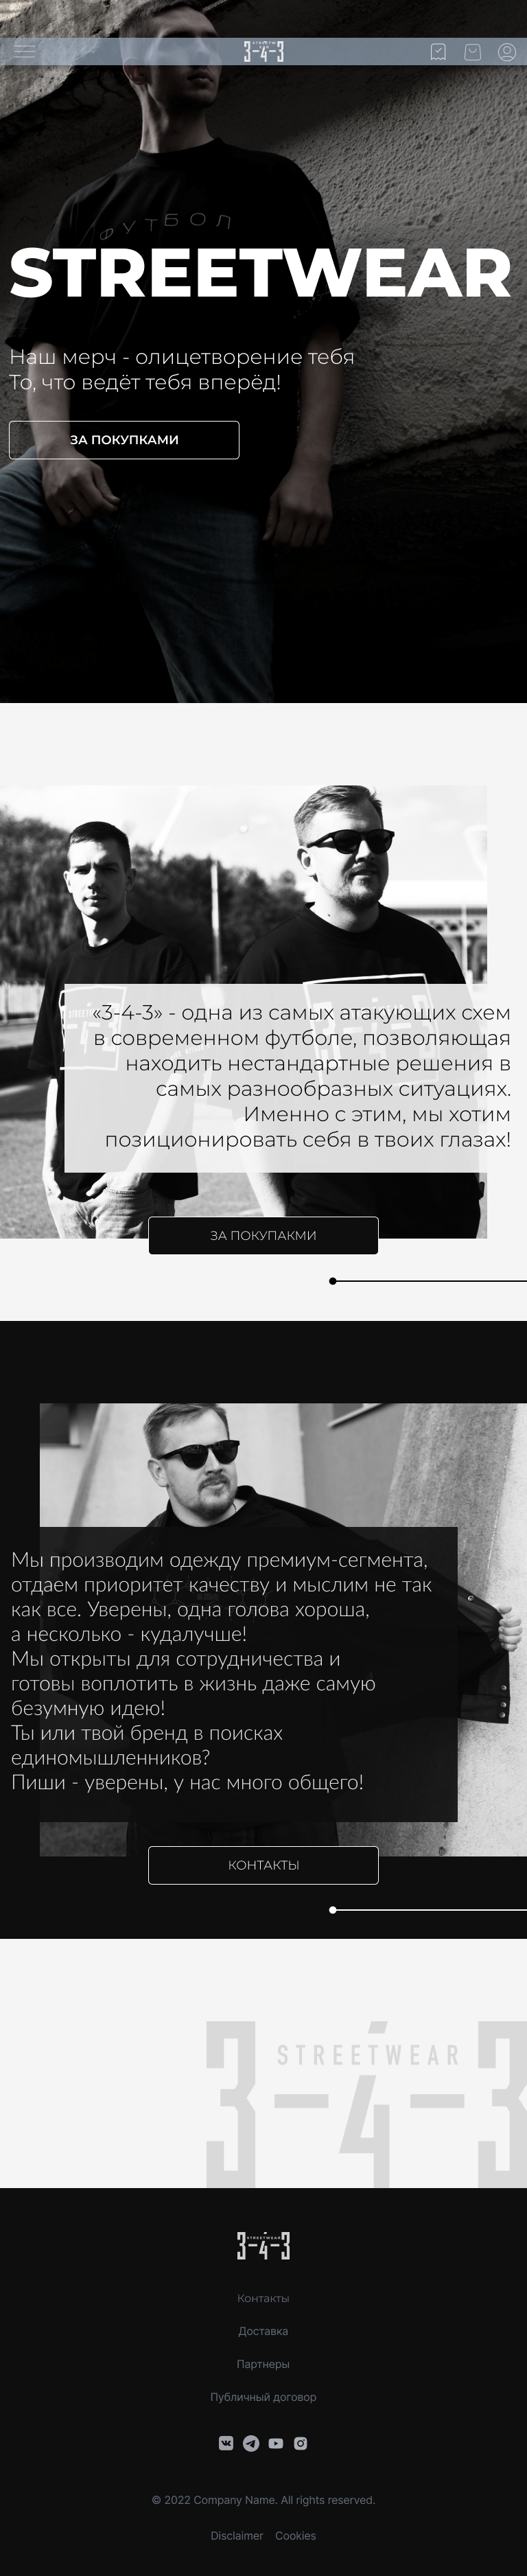 STREETWEAR
3-4-3
ФУТБОЛ
STREETWEAR
Наш мерч - олицетворение тебя
То, что ведёт тебя вперёд!
ЗА ПОКУПКАМИ
«3-4-3» - одна из самых атакующих схем
в современном футболе, позволяющая
находить нестандартные решения в
самых разнообразных ситуациях.
Именно с этим, мы хотим
позиционировать себя в твоих глазах!
ЗА ПОКУПАКМИ
Мы производим одежду премиум-сегмента,
отдаем приоритет качеству и мыслим не так
как все. Уверены, одна голова хороша,
а несколько - кудалучше!
Мы открыты для сотрудничества и
готовы воплотить в жизнь даже самую
безумную идею!
Ты или твой бренд в поисках
единомышленников?
Пиши - уверены, у нас много общего!
КОНТАКТЫ
STREETWEAR
3-4-3
STREETWEAR
3-4-3
Контакты
Доставка
Партнеры
Публичный договор
© 2022 Company Name. All rights reserved.
Disclaimer Cookies